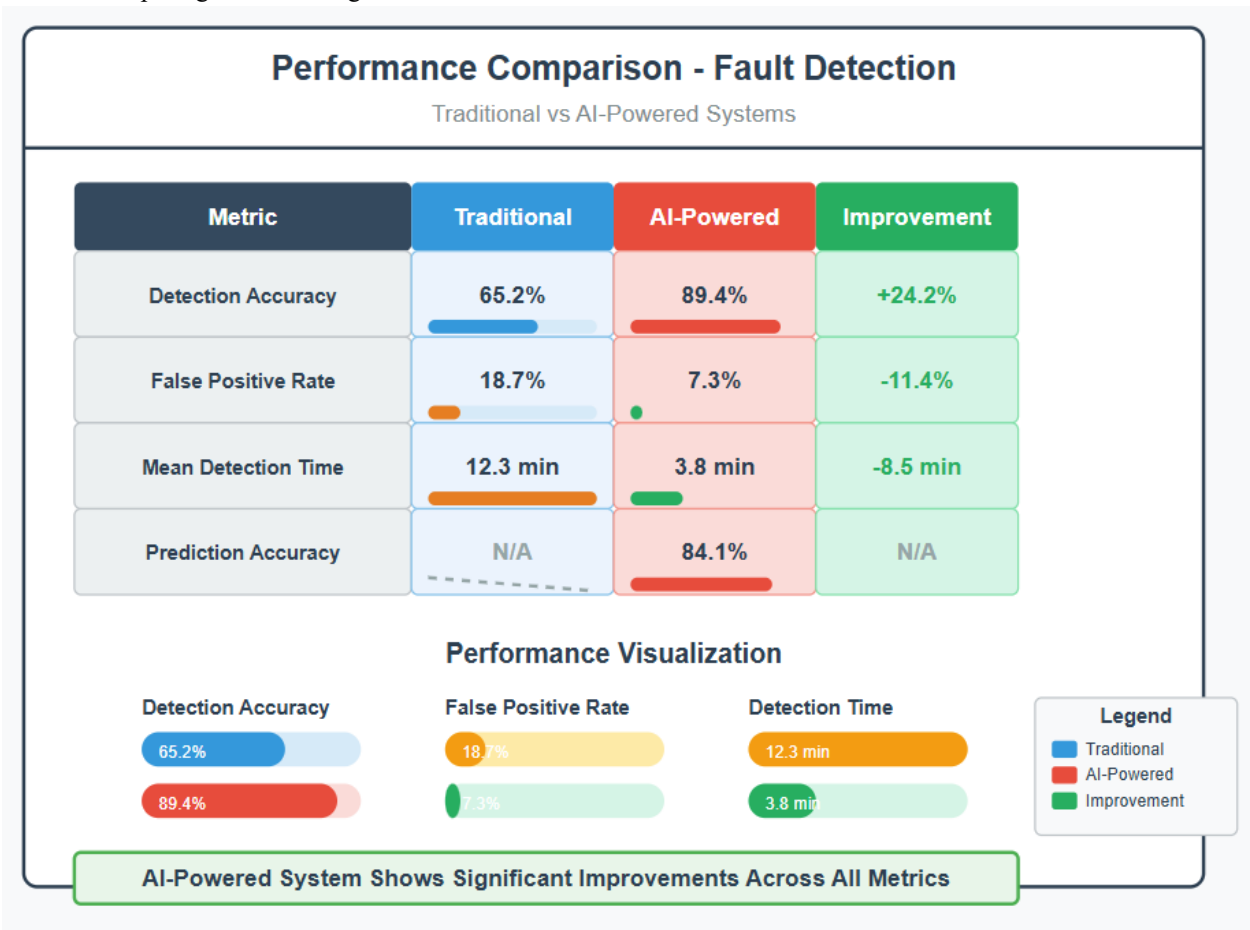 Performance Comparison - Fault Detection
Traditional vs AI-Powered Systems
Metric Traditional AI-Powered Improvement
Detection Accuracy 65.2% 89.4% +24.2%
False Positive Rate 18.7% 7.3% -11.4%
Mean Detection Time 12.3 min 3.8 min -8.5 min
Prediction Accuracy N/A 84.1% N/A
Performance Visualization
Detection Accuracy False Positive Rate Detection Time
65.2% 18.7% 12.3 min
89.4% 7.3% 3.8 min
Legend
Traditional
AI-Powered
Improvement
AI-Powered System Shows Significant Improvements Across All Metrics